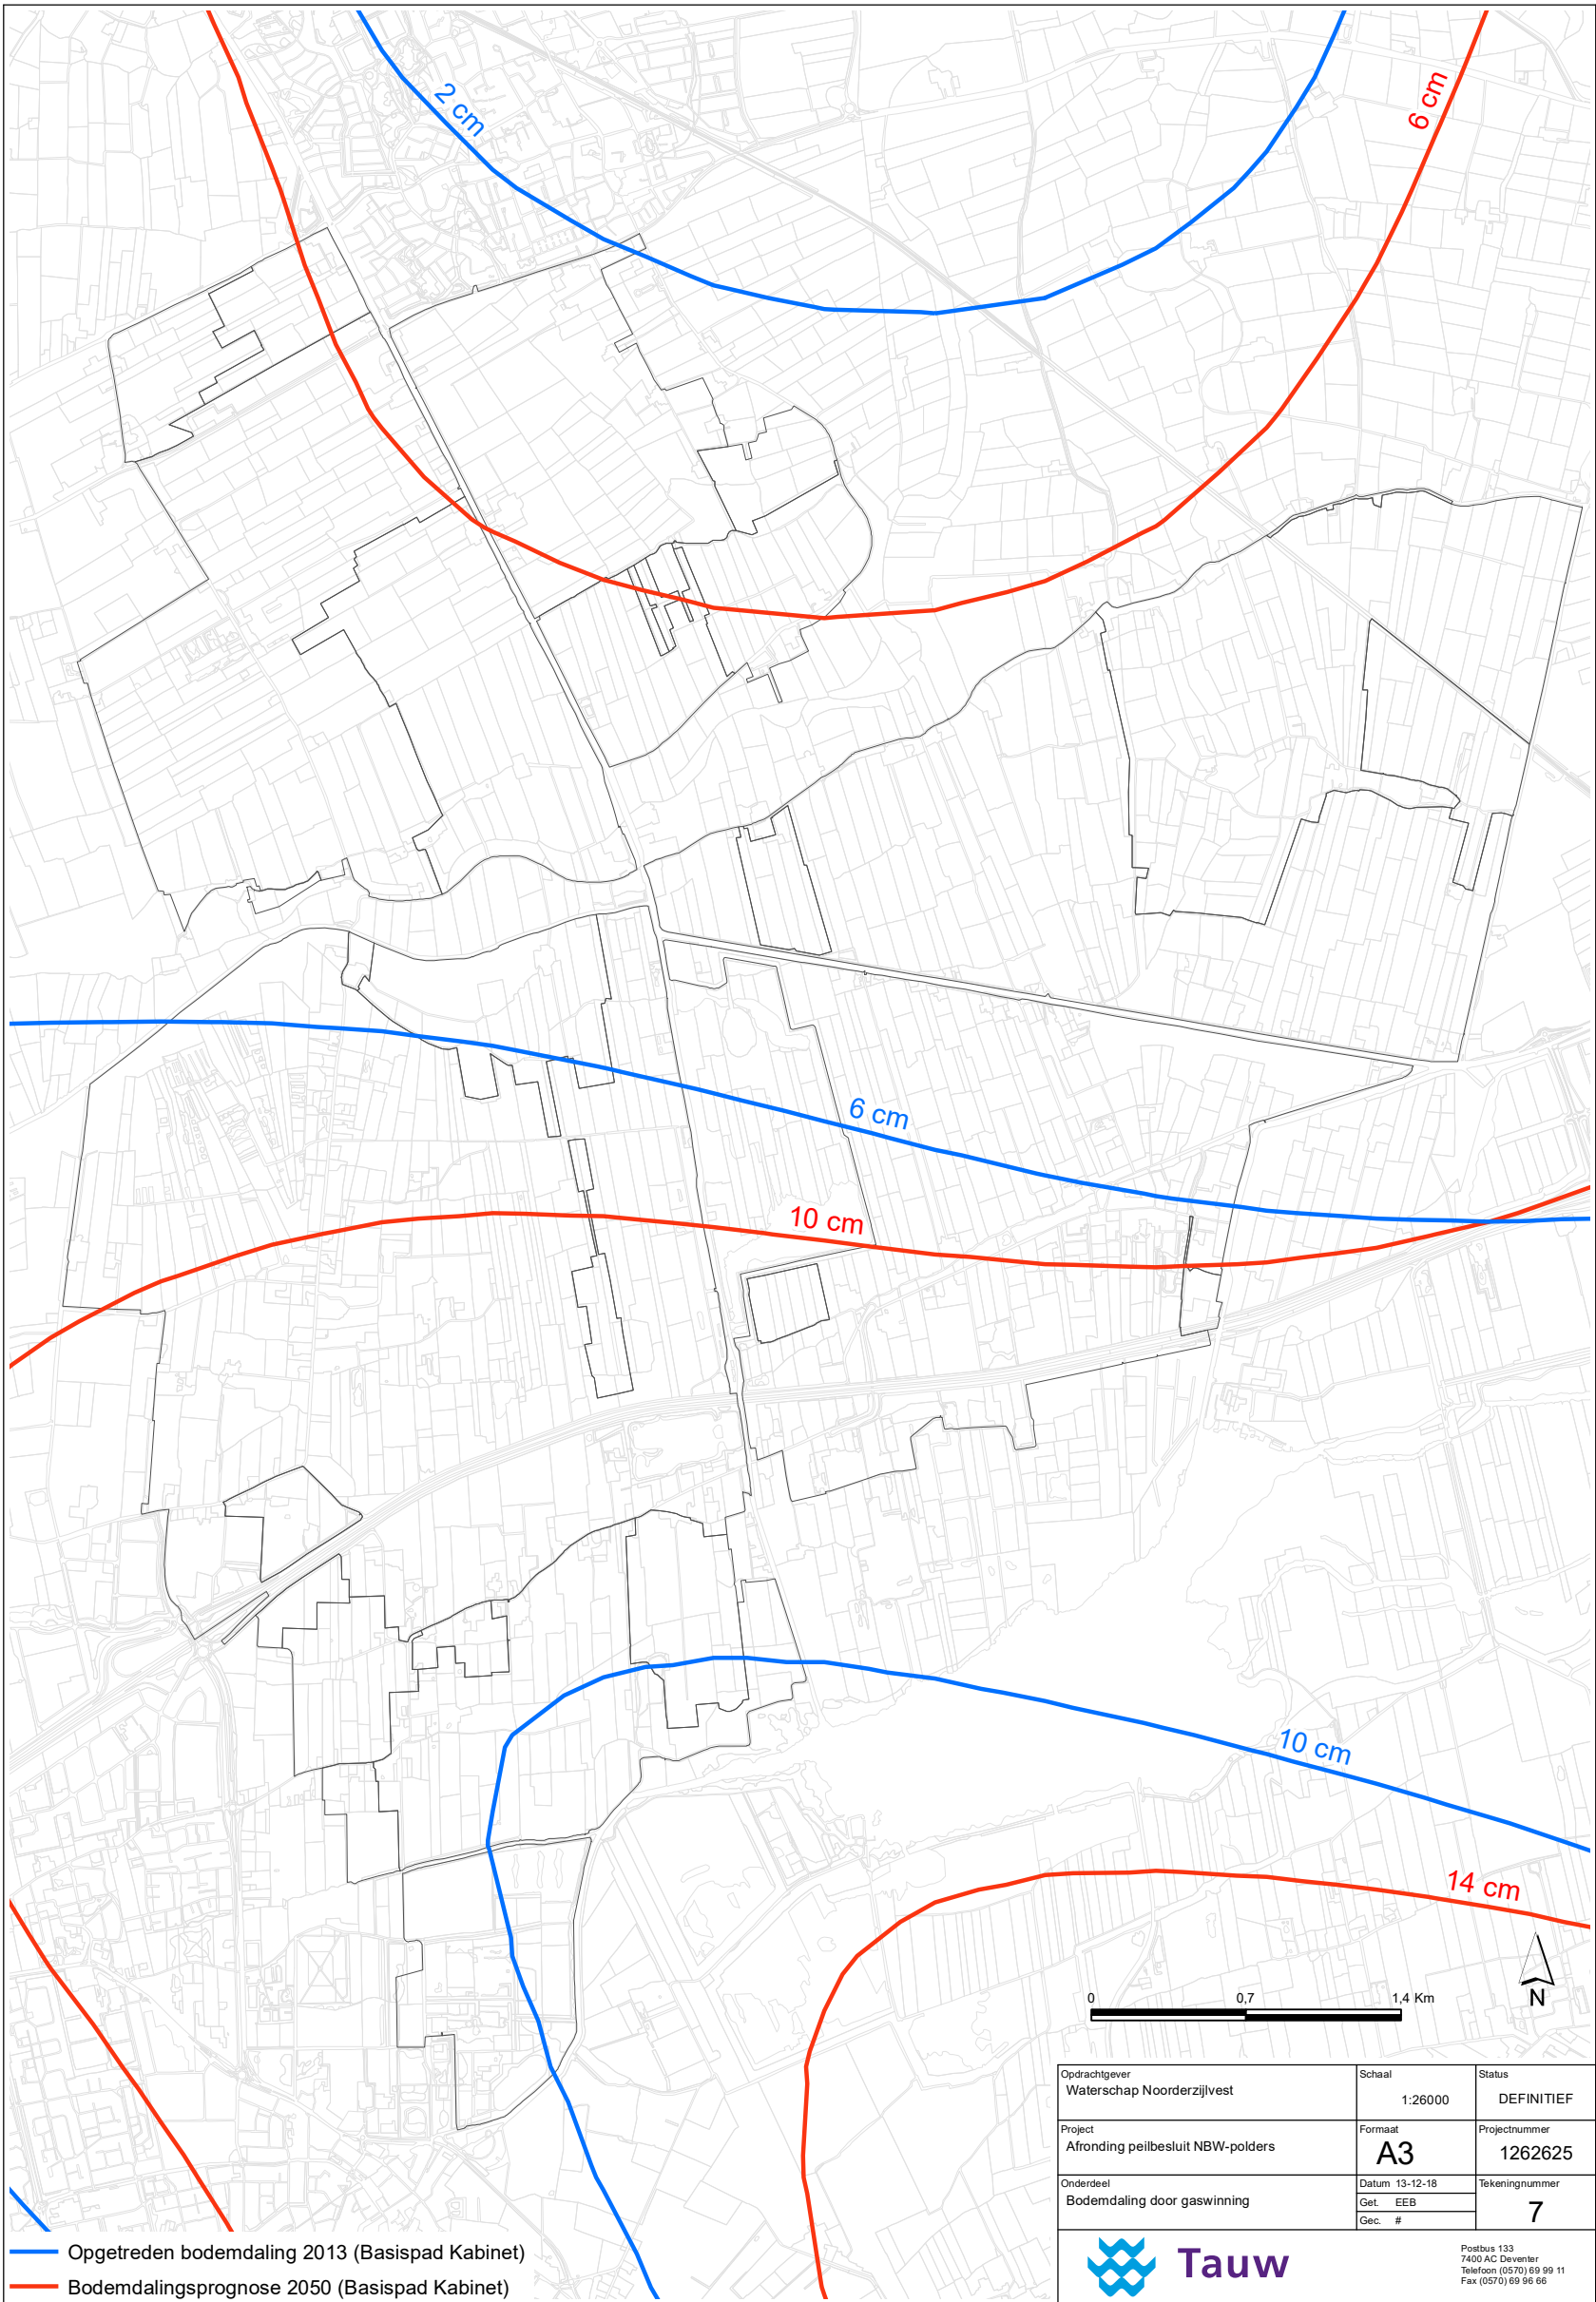 2 cm
6 cm
6 cm
10 cm
10 cm
14 cm
N
0 0,7 1,4 Km
Opdrachtgever
Waterschap Noorderzijlvest
Schaal
1:26000
Status
DEFINITIEF
Project
Afronding peilbesluit NBW-polders
Formaat
A3
Projectnummer
1262625
Onderdeel
Bodemdaling door gaswinning
Datum 13-12-18
Get. EEB
Gec. #
Tekeningnummer
7
Tauw
Postbus 133
7400 AC Deventer
Telefoon (0570) 69 99 11
Fax (0570) 69 96 66
Opgetreden bodemdaling 2013 (Basispad Kabinet)
Bodemdalingsprognose 2050 (Basispad Kabinet)